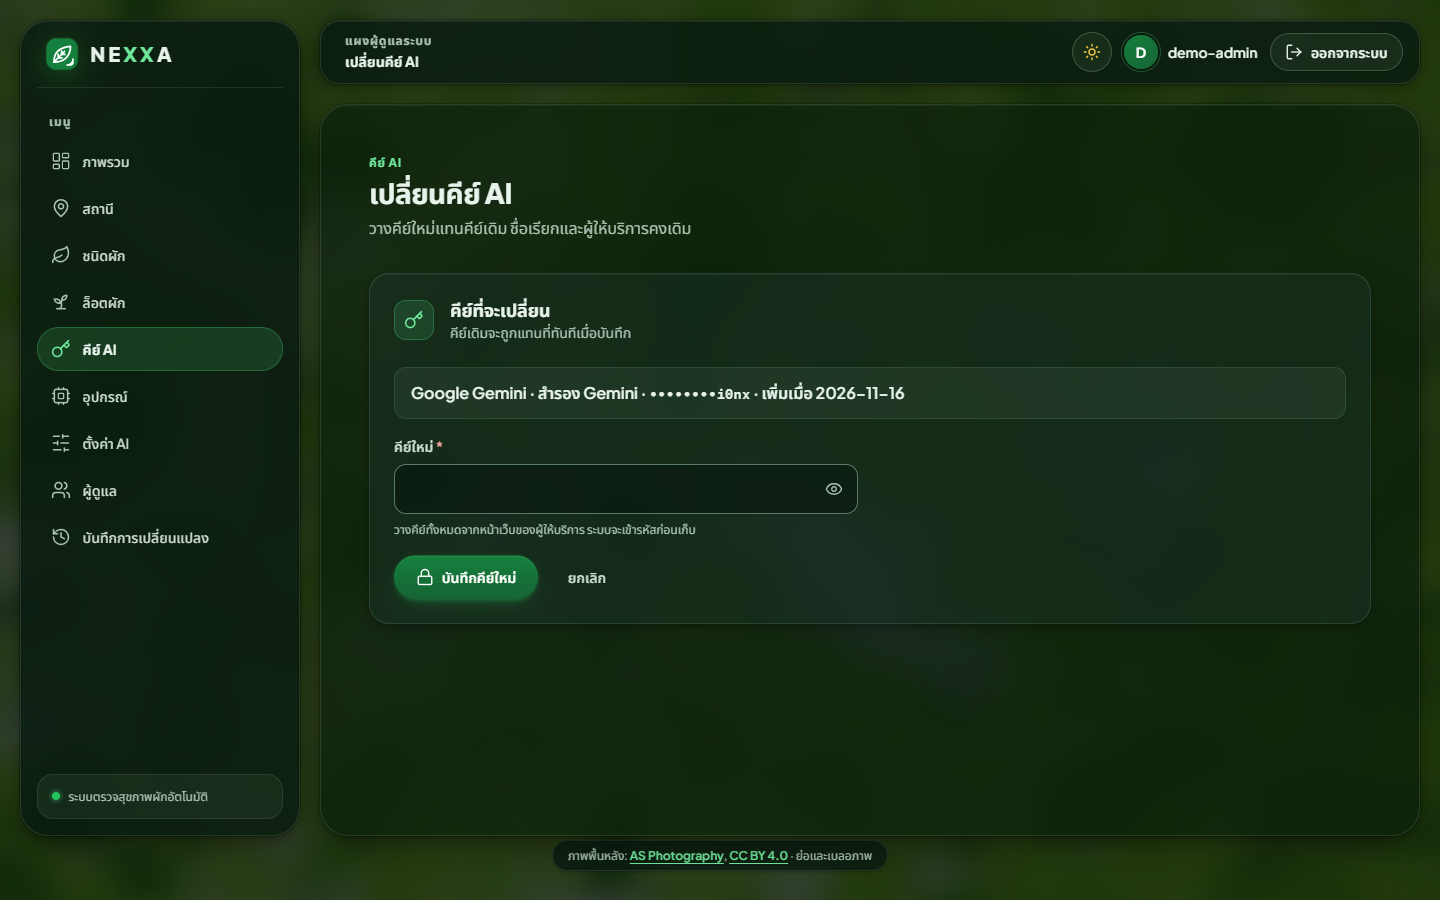 NEXXA
เมนู
ภาพรวม
สถานี
ชนิดผัก
ล็อตผัก
คีย์ AI
อุปกรณ์
ตั้งค่า AI
ผู้ดูแล
บันทึกการเปลี่ยนแปลง
ระบบตรวจสุขภาพผักอัตโนมัติ
แผงผู้ดูแลระบบ
เปลี่ยนคีย์ AI
D demo-admin ออกจากระบบ
คีย์ AI
เปลี่ยนคีย์ AI
วางคีย์ใหม่แทนคีย์เดิม ชื่อเรียกและผู้ให้บริการคงเดิม
คีย์ที่จะเปลี่ยน
คีย์เดิมจะถูกแทนที่ทันทีเมื่อบันทึก
Google Gemini · สำรอง Gemini · ••••••••i0nx · เพิ่มเมื่อ 2026-11-16
คีย์ใหม่ *
วางคีย์ทั้งหมดจากหน้าเว็บของผู้ให้บริการ ระบบจะเข้ารหัสก่อนเก็บ
บันทึกคีย์ใหม่ ยกเลิก
ภาพพื้นหลัง: AS Photography, CC BY 4.0 · ย่อและเบลอภาพ